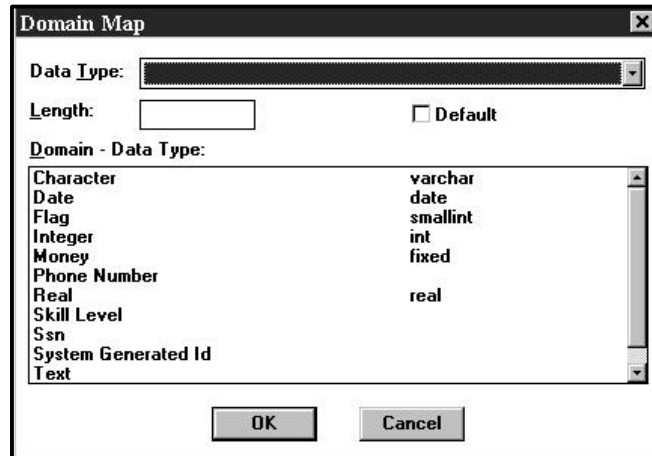 Domain Map
Data Type:
Length:
Default
Domain - Data Type:
Character varchar
Date date
Flag smallint
Integer int
Money fixed
Phone Number
Real real
Skill Level
Ssn
System Generated Id
Text
OK Cancel